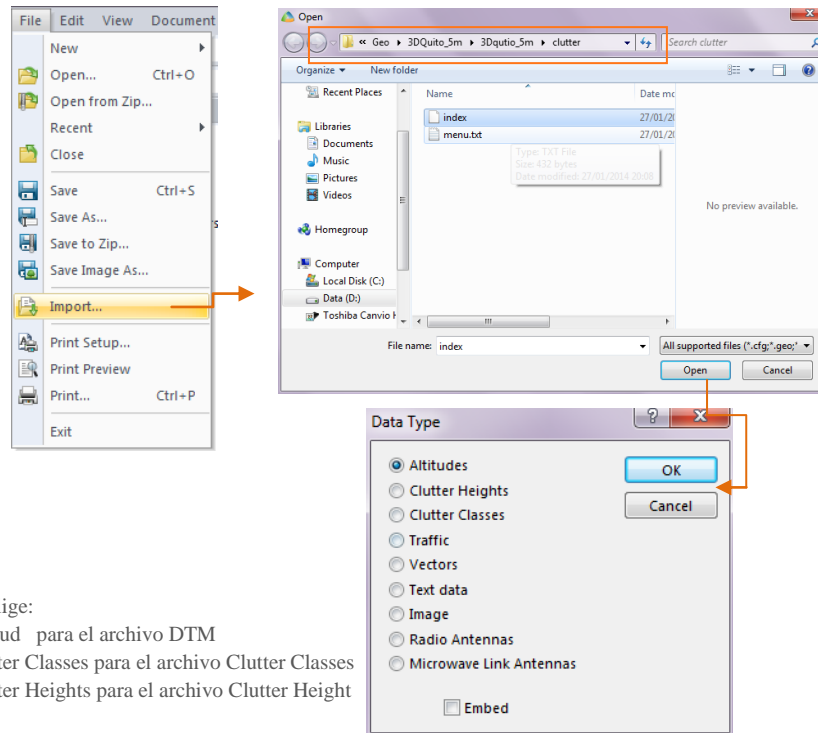 File Edit View Document
New
Open... Ctrl+O
Open from Zip...
Recent
Close
Save Ctrl+S
Save As...
Save to Zip...
Save Image As...
Import...
Print Setup...
Print Preview
Print... Ctrl+P
Exit
Open
« Geo 3DQuito_5m 3Dqutio_5m clutter
Search clutter
Organize New folder
Recent Places
Libraries
Documents
Music
Pictures
Videos
Homegroup
Computer
Local Disk (C:)
Data (D:)
Toshiba Canvio
Name Date mo
index 27/01/20
menu.txt 27/01/20
Type: TXT File
Size: 432 bytes
Date modified: 27/01/2014 20:08
No preview available.
File name: index
All supported files (*.cfg;*.geo;*
Open Cancel
Data Type
Altitudes
Clutter Heights
Clutter Classes
Traffic
Vectors
Text data
Image
Radio Antennas
Microwave Link Antennas
Embed
OK
Cancel
ige:
ud para el archivo DTM
ter Classes para el archivo Clutter Classes
ter Heights para el archivo Clutter Height